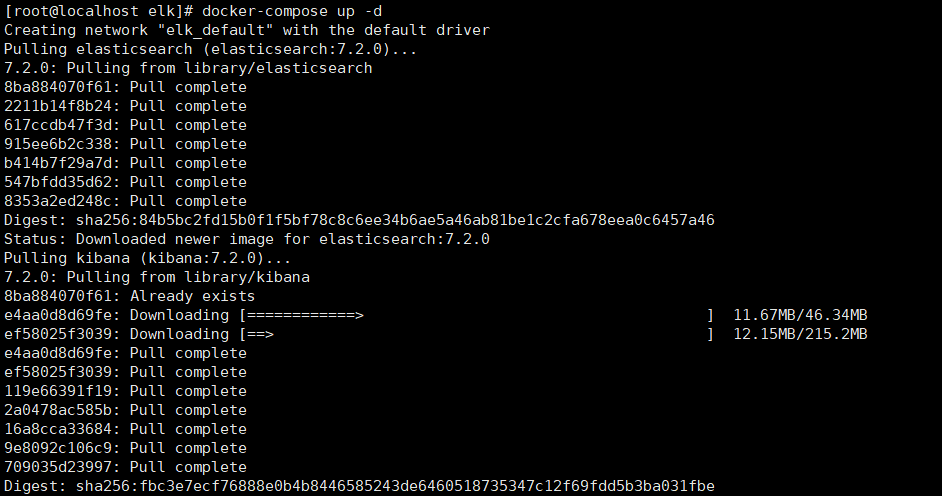 [root@localhost elk]# docker-compose up -d
Creating network "elk_default" with the default driver
Pulling elasticsearch (elasticsearch:7.2.0)...
7.2.0: Pulling from library/elasticsearch
8ba884070f61: Pull complete
2211b14f8b24: Pull complete
617ccdb47f3d: Pull complete
915ee6b2c338: Pull complete
b414b7f29a7d: Pull complete
547bfdd35d62: Pull complete
8353a2ed248c: Pull complete
Digest: sha256:84b5bc2fd15b0f1f5bf78c8c6ee34b6ae5a46ab81be1c2cfa678eea0c6457a46
Status: Downloaded newer image for elasticsearch:7.2.0
Pulling kibana (kibana:7.2.0)...
7.2.0: Pulling from library/kibana
8ba884070f61: Already exists
e4aa0d8d69fe: Downloading [============>                                      ]  11.67MB/46.34MB
ef58025f3039: Downloading [==>                                                ]  12.15MB/215.2MB
e4aa0d8d69fe: Pull complete
ef58025f3039: Pull complete
119e66391f19: Pull complete
2a0478ac585b: Pull complete
16a8cca33684: Pull complete
9e8092c106c9: Pull complete
709035d23997: Pull complete
Digest: sha256:fbc3e7ecf76888e0b4b8446585243de6460518735347c12f69fdd5b3ba031fbe